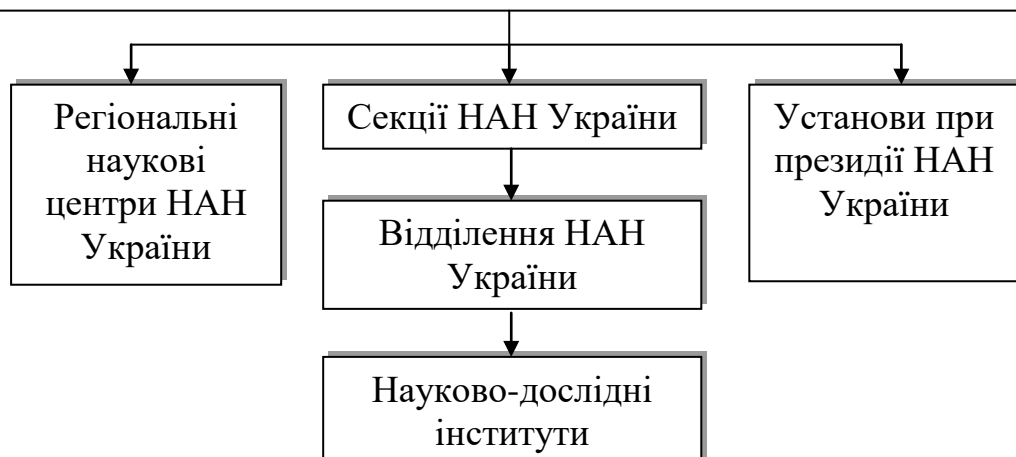 Регіональні
наукові
центри НАН
України
Секції НАН України
Відділення НАН
України
Науково-дослідні
інститути
Установи при
президії НАН
України